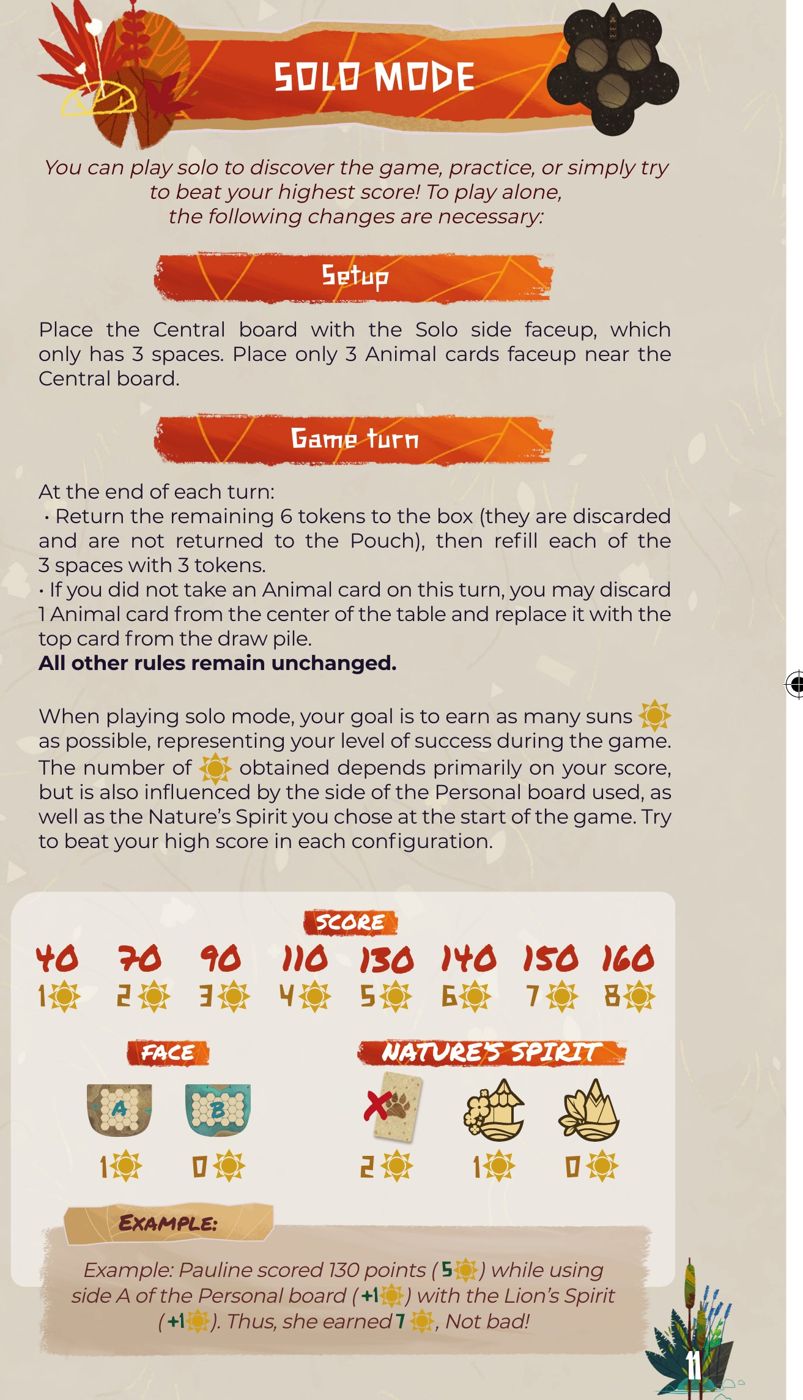 SOLO MODE
You can play solo to discover the game, practice, or simply try
to beat your highest score! To play alone,
the following changes are necessary:
Setup
Place the Central board with the Solo side faceup, which
only has 3 spaces. Place only 3 Animal cards faceup near the
Central board.
Game turn
At the end of each turn:
• Return the remaining 6 tokens to the box (they are discarded
and are not returned to the Pouch), then refill each of the
3 spaces with 3 tokens.
• If you did not take an Animal card on this turn, you may discard
1 Animal card from the center of the table and replace it with the
top card from the draw pile.
All other rules remain unchanged.
When playing solo mode, your goal is to earn as many suns
as possible, representing your level of success during the game.
The number of obtained depends primarily on your score,
but is also influenced by the side of the Personal board used, as
well as the Nature's Spirit you chose at the start of the game. Try
to beat your high score in each configuration.
SCORE
40 70 90 110 130 140 150 160
1 2 3 4 5 6 7 8
FACE
A B
1 0
NATURE'S SPIRIT
2 1 0
EXAMPLE:
Example: Pauline scored 130 points (5) while using
side A of the Personal board (+1) with the Lion's Spirit
(+1). Thus, she earned 7, Not bad!
11